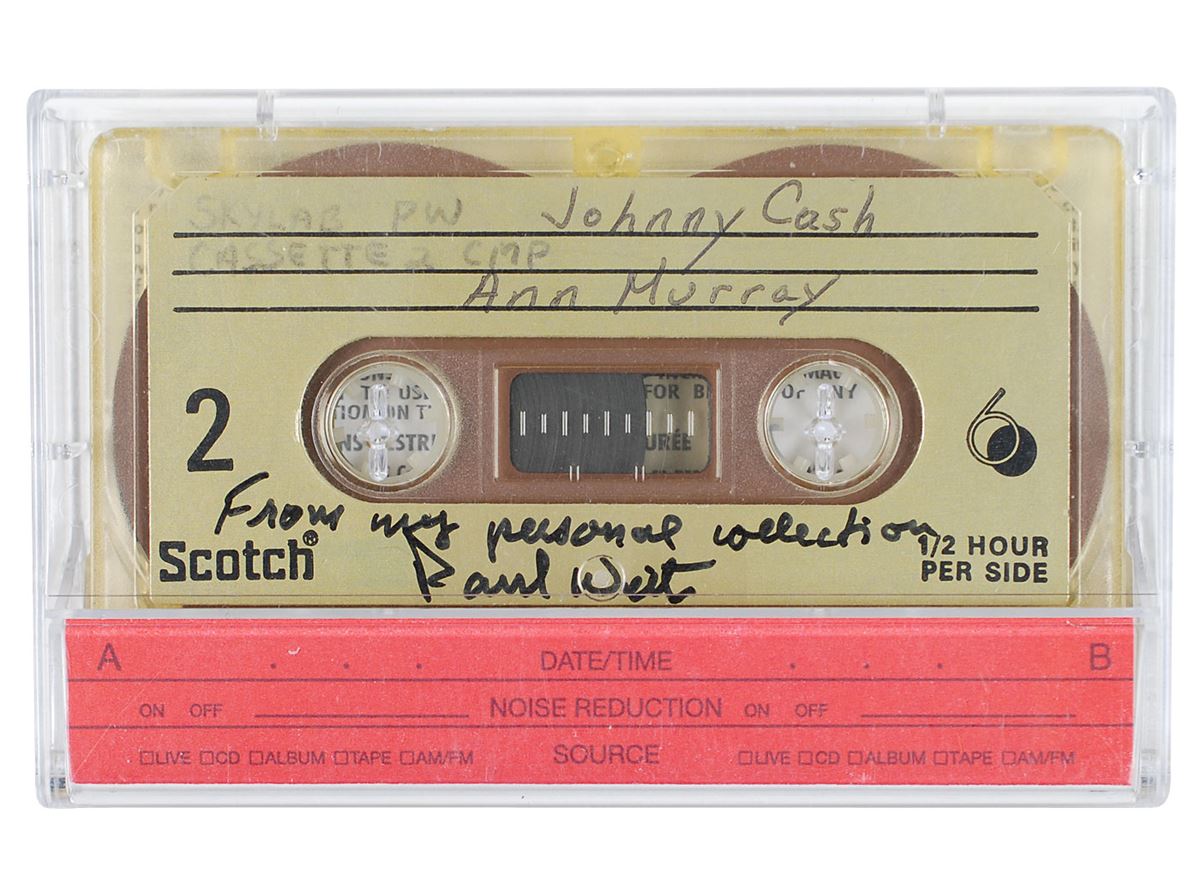 SKYLAB PW Johnny Cash
CASSETTE 2 CMP
Ann Murray
2
From my personal collection
Scotch®
Paul Weitz
1/2 HOUR
PER SIDE
A . . . DATE/TIME . . . B
ON OFF NOISE REDUCTION ON OFF
□LIVE □CD □ALBUM □TAPE □AM/FM SOURCE □LIVE □CD □ALBUM □TAPE □AM/FM